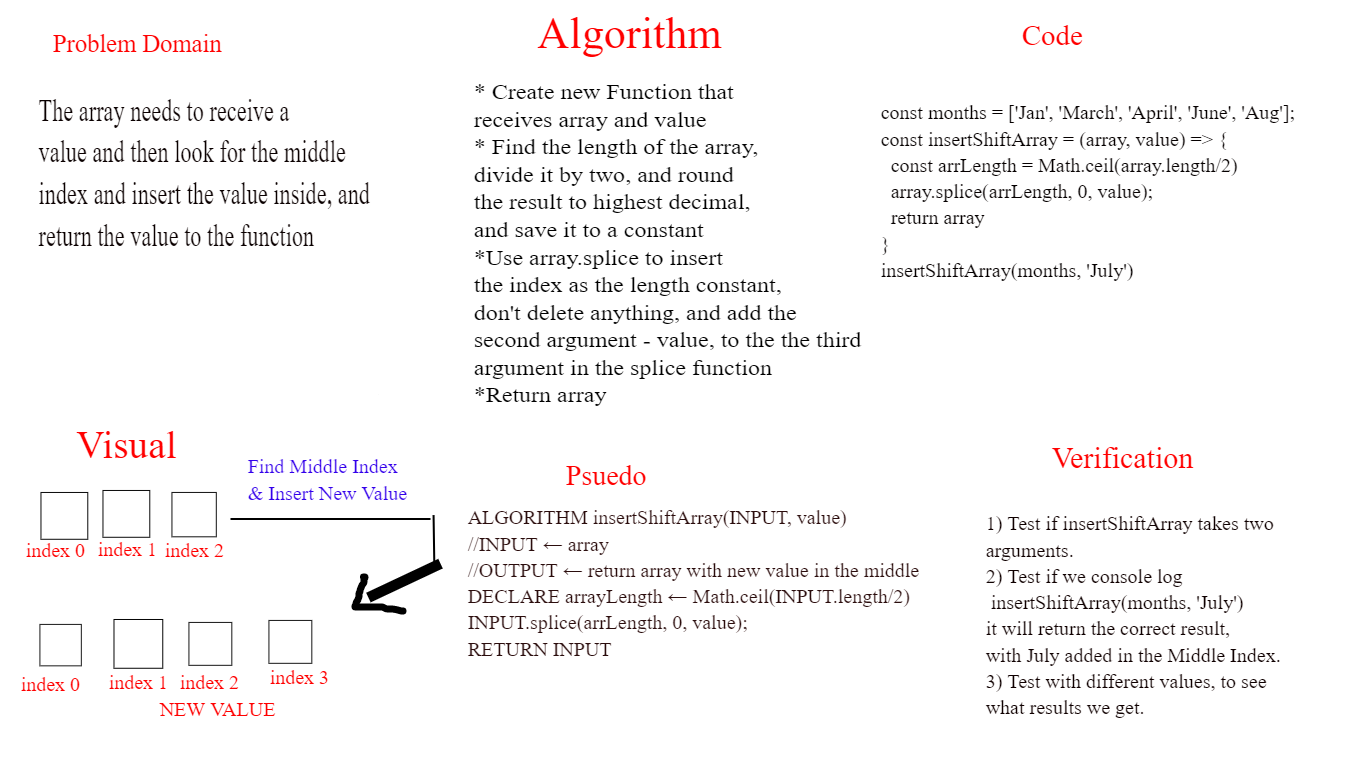 Problem Domain
The array needs to receive a
value and then look for the middle
index and insert the value inside, and
return the value to the function
Algorithm
* Create new Function that
receives array and value
* Find the length of the array,
divide it by two, and round
the result to highest decimal,
and save it to a constant
*Use array.splice to insert
the index as the length constant,
don't delete anything, and add the
second argument - value, to the the third
argument in the splice function
*Return array
Code
const months = ['Jan', 'March', 'April', 'June', 'Aug'];
const insertShiftArray = (array, value) => {
const arrLength = Math.ceil(array.length/2)
array.splice(arrLength, 0, value);
return array
}
insertShiftArray(months, 'July')
Visual
Find Middle Index
& Insert New Value
index 0 index 1 index 2
index 0 index 1 index 2 index 3
NEW VALUE
Psuedo
ALGORITHM insertShiftArray(INPUT, value)
//INPUT ← array
//OUTPUT ← return array with new value in the middle
DECLARE arrayLength ← Math.ceil(INPUT.length/2)
INPUT.splice(arrLength, 0, value);
RETURN INPUT
Verification
1) Test if insertShiftArray takes two
arguments.
2) Test if we console log
insertShiftArray(months, 'July')
it will return the correct result,
with July added in the Middle Index.
3) Test with different values, to see
what results we get.